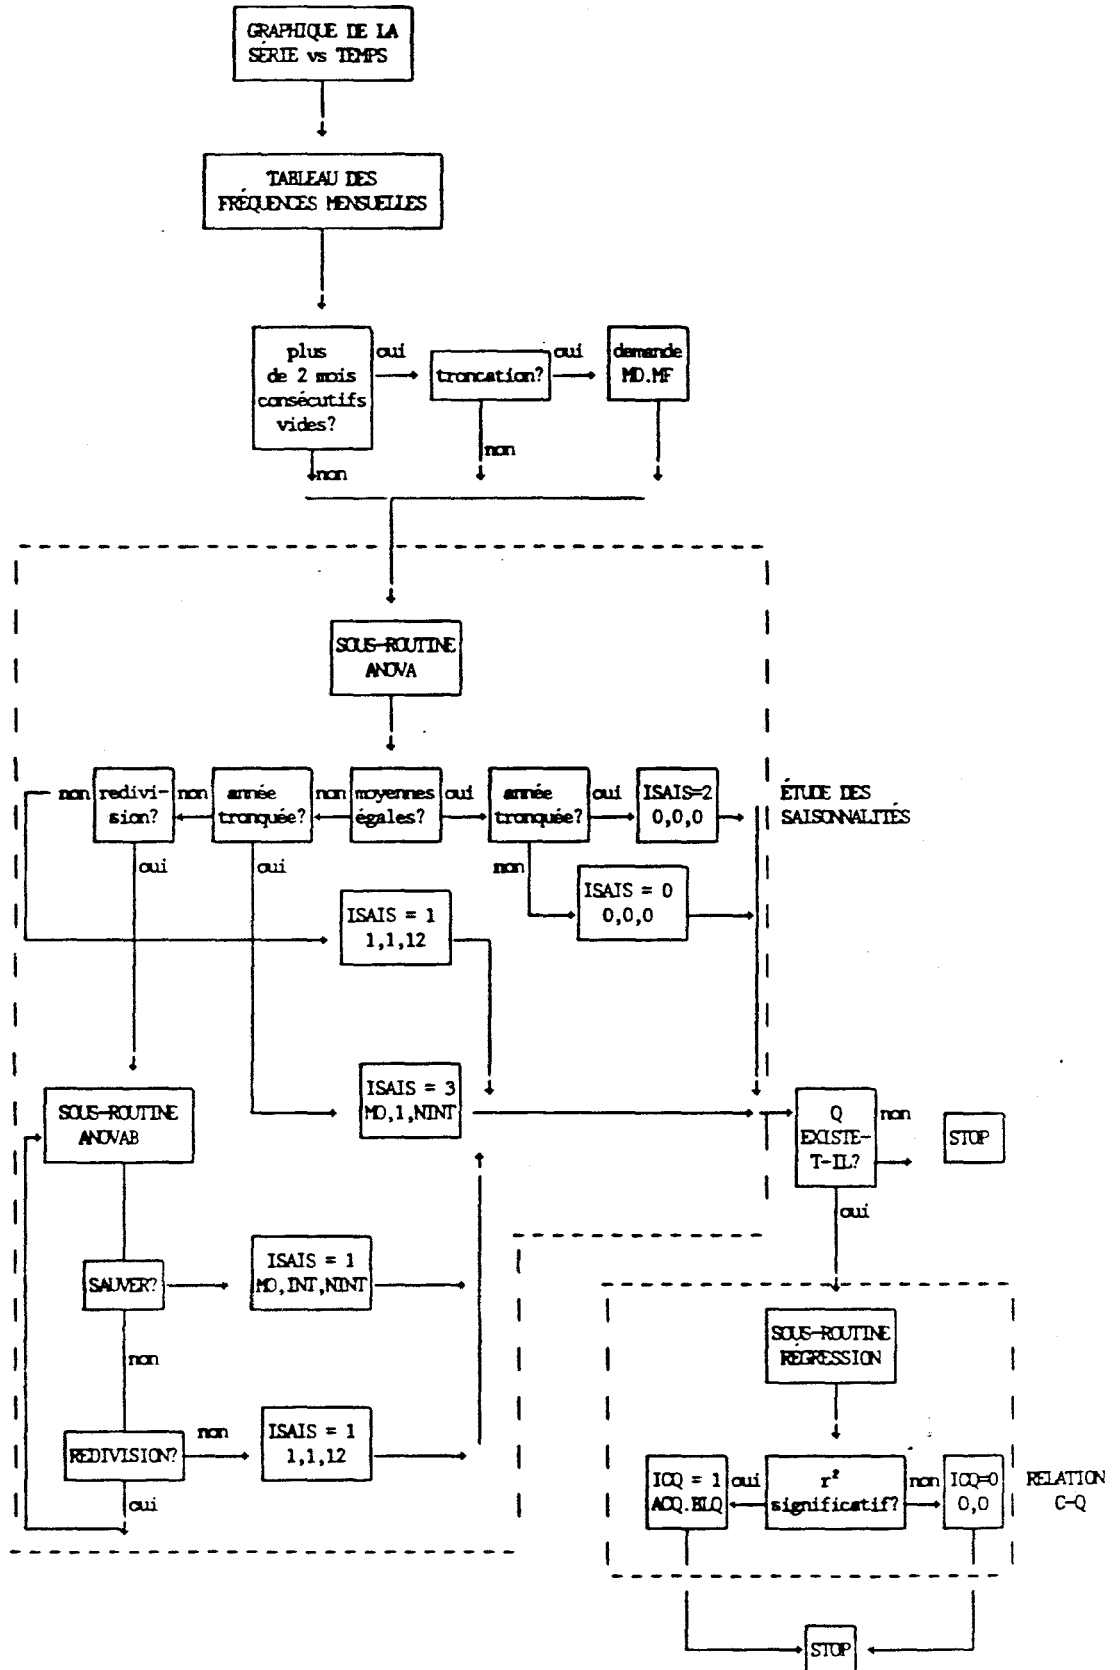 GRAPHIQUE DE LA
SÉRIE vs TEMPS
TABLEAU DES
FRÉQUENCES MENSUELLES
plus
de 2 mois
consécutifs
vides?
oui
troncation?
oui
demande
MD.MF
non
non
SOUS-ROUTINE
ANOVA
non
redivi-
sion?
non
année
tronquée?
non
moyennes
égales?
oui
année
tronquée?
oui
ISAIS=2
0,0,0
ÉTUDE DES
SAISONNALITÉS
oui
oui
non
ISAIS = 0
0,0,0
ISAIS = 1
1,1,12
ISAIS = 3
MO,1,NINT
SOUS-ROUTINE
ANOVAB
Q
EXISTE-
T-IL?
non
STOP
oui
SAUVER?
ISAIS = 1
MO,INT,NINT
non
REDIVISION?
non
ISAIS = 1
1,1,12
oui
SOUS-ROUTINE
RÉGRESSION
ICQ = 1
ACQ.BLQ
oui
r²
significatif?
non
ICQ=0
0,0
RELATION
C-Q
STOP